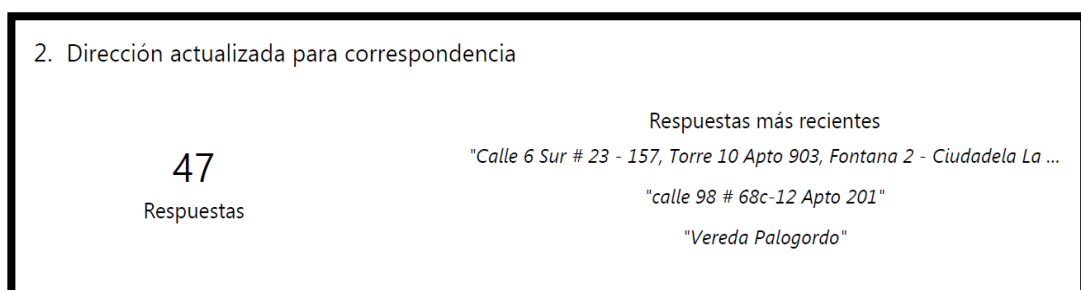 2. Dirección actualizada para correspondencia
47
Respuestas
Respuestas más recientes
"Calle 6 Sur # 23 - 157, Torre 10 Apto 903, Fontana 2 - Ciudadela La ...
"calle 98 # 68c-12 Apto 201"
"Vereda Palogordo"